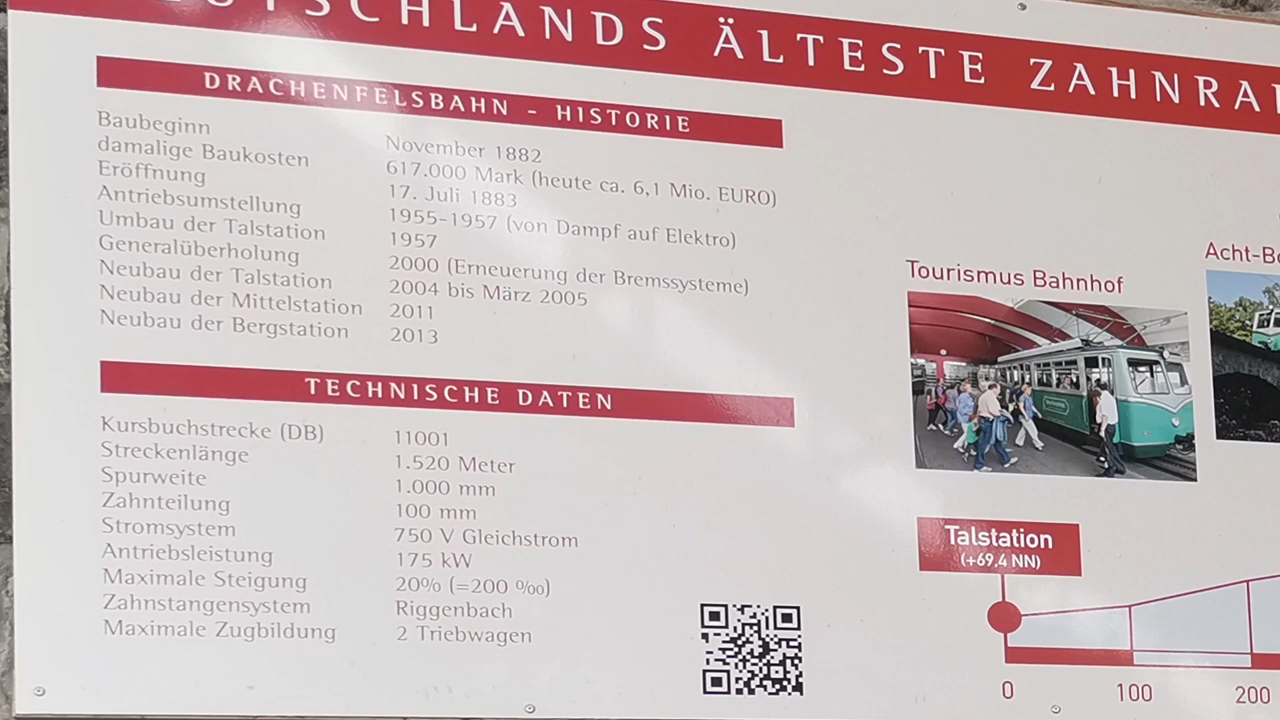 DEUTSCHLANDS ÄLTESTE ZAHNRA
DRACHENFELSBAHN - HISTORIE
Baubeginn November 1882
damalige Baukosten 617.000 Mark (heute ca. 6,1 Mio. EURO)
Eröffnung 17. Juli 1883
Antriebsumstellung 1955-1957 (von Dampf auf Elektro)
Umbau der Talstation 1957
Generalüberholung 2000 (Erneuerung der Bremssysteme)
Neubau der Talstation 2004 bis März 2005
Neubau der Mittelstation 2011
Neubau der Bergstation 2013
TECHNISCHE DATEN
Kursbuchstrecke (DB) 11001
Streckenlänge 1.520 Meter
Spurweite 1.000 mm
Zahnteilung 100 mm
Stromsystem 750 V Gleichstrom
Antriebsleistung 175 kW
Maximale Steigung 20% (=200 ‰)
Zahnstangensystem Riggenbach
Maximale Zugbildung 2 Triebwagen
Tourismus Bahnhof
Acht-B
Talstation
(+69,4 NN)
0 100 200